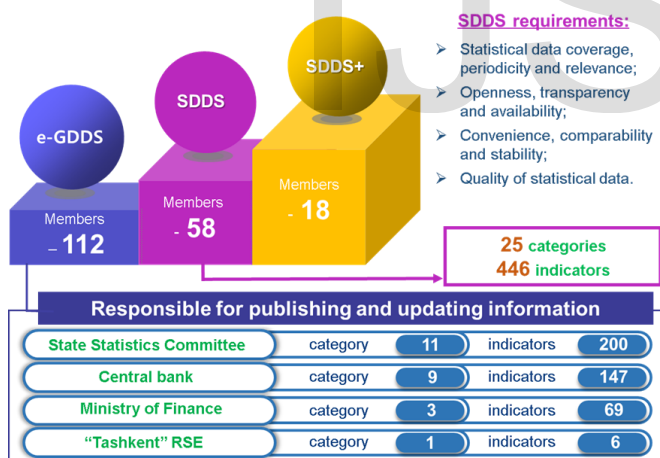 SDDS requirements:
➢ Statistical data coverage,
periodicity and relevance;
➢ Openness, transparency
and availability;
➢ Convenience, comparability
and stability;
➢ Quality of statistical data.
SDDS+
SDDS
e-GDDS
Members
– 112
Members
- 58
Members
- 18
25 categories
446 indicators
Responsible for publishing and updating information
State Statistics Committee category 11 indicators 200
Central bank category 9 indicators 147
Ministry of Finance category 3 indicators 69
“Tashkent” RSE category 1 indicators 6